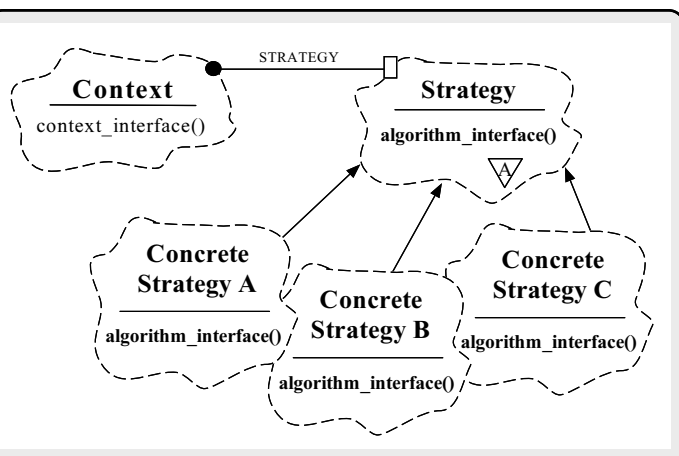 STRATEGY
Context
context_interface()
Strategy
algorithm_interface()
A
Concrete
Strategy A
algorithm_interface()
Concrete
Strategy B
algorithm_interface()
Concrete
Strategy C
algorithm_interface()